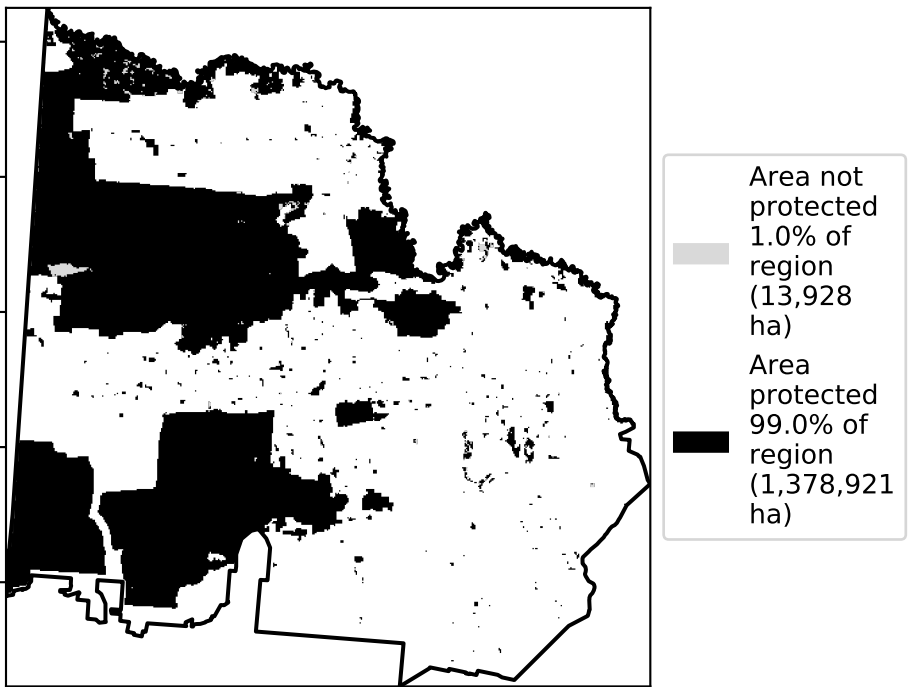 Area not
protected
1.0% of
region
(13,928
ha)
Area
protected
99.0% of
region
(1,378,921
ha)